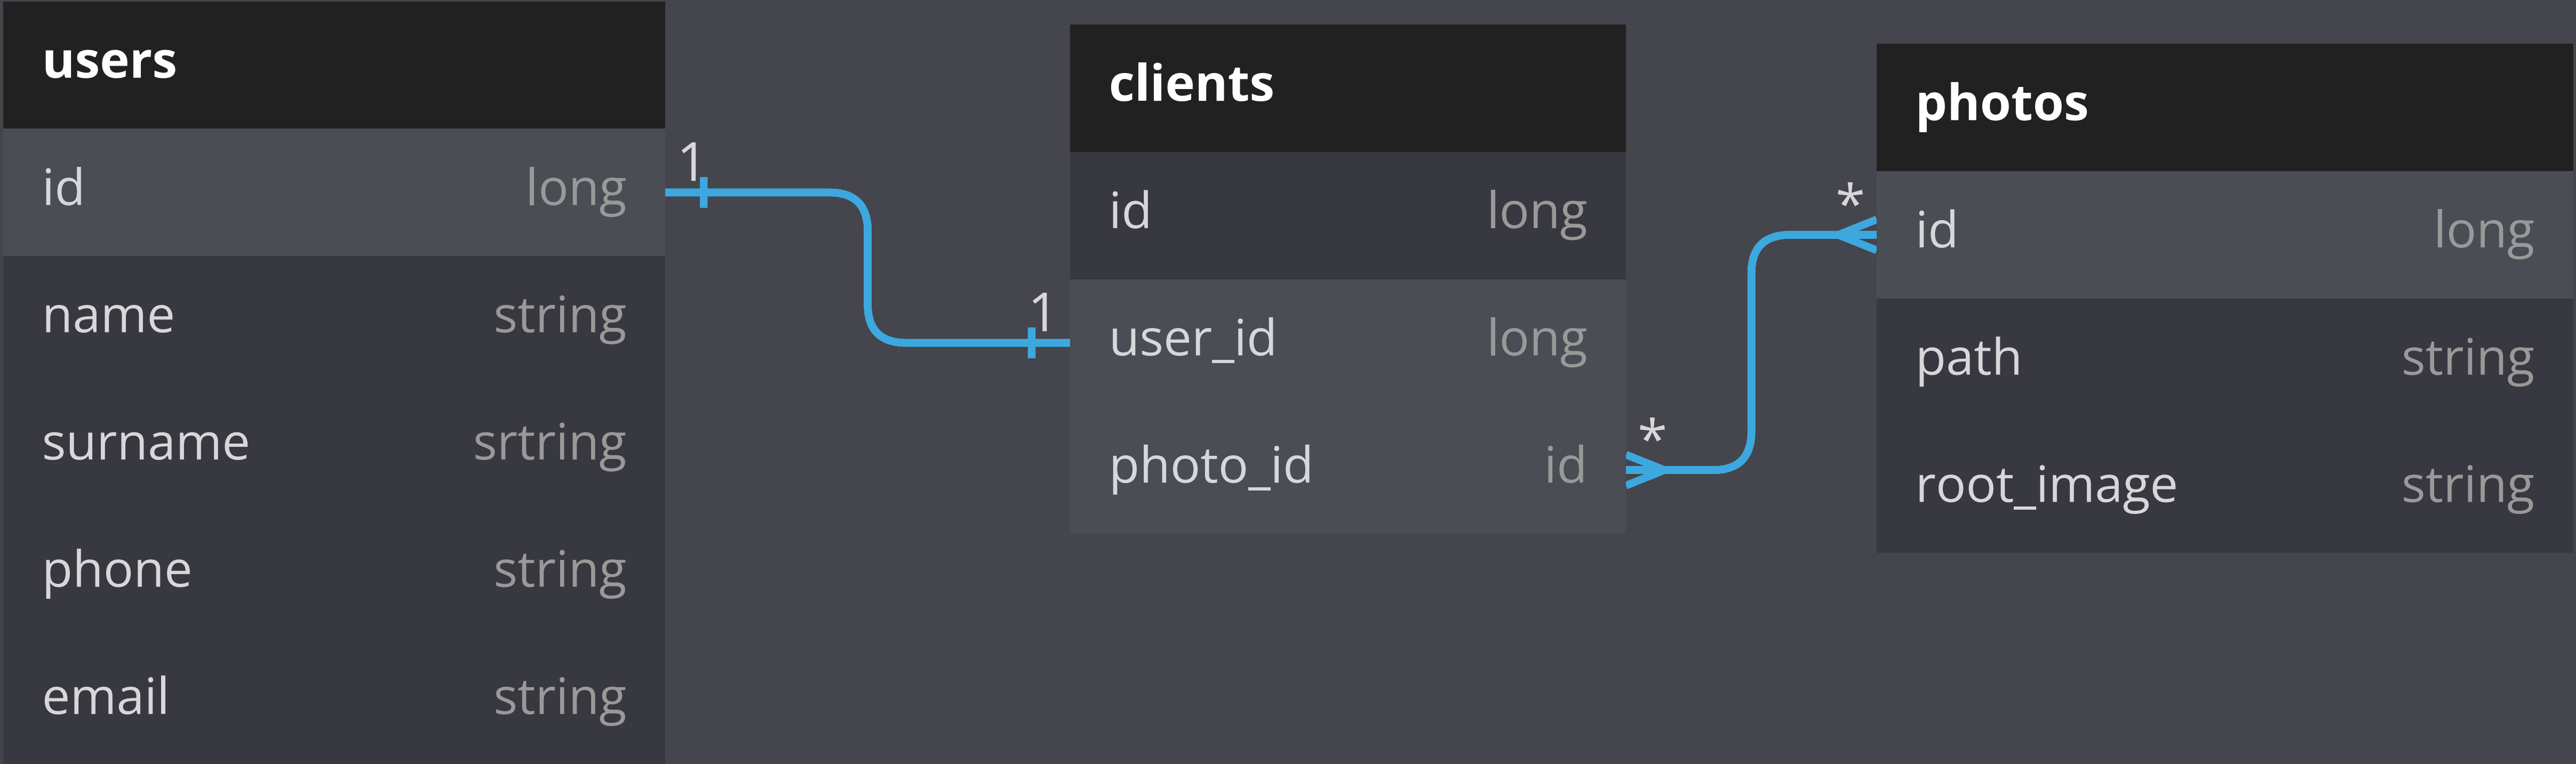 users
id long
name string
surname srtring
phone string
email string
1
1
clients
id long
user_id long
photo_id id
*
*
photos
id long
path string
root_image string